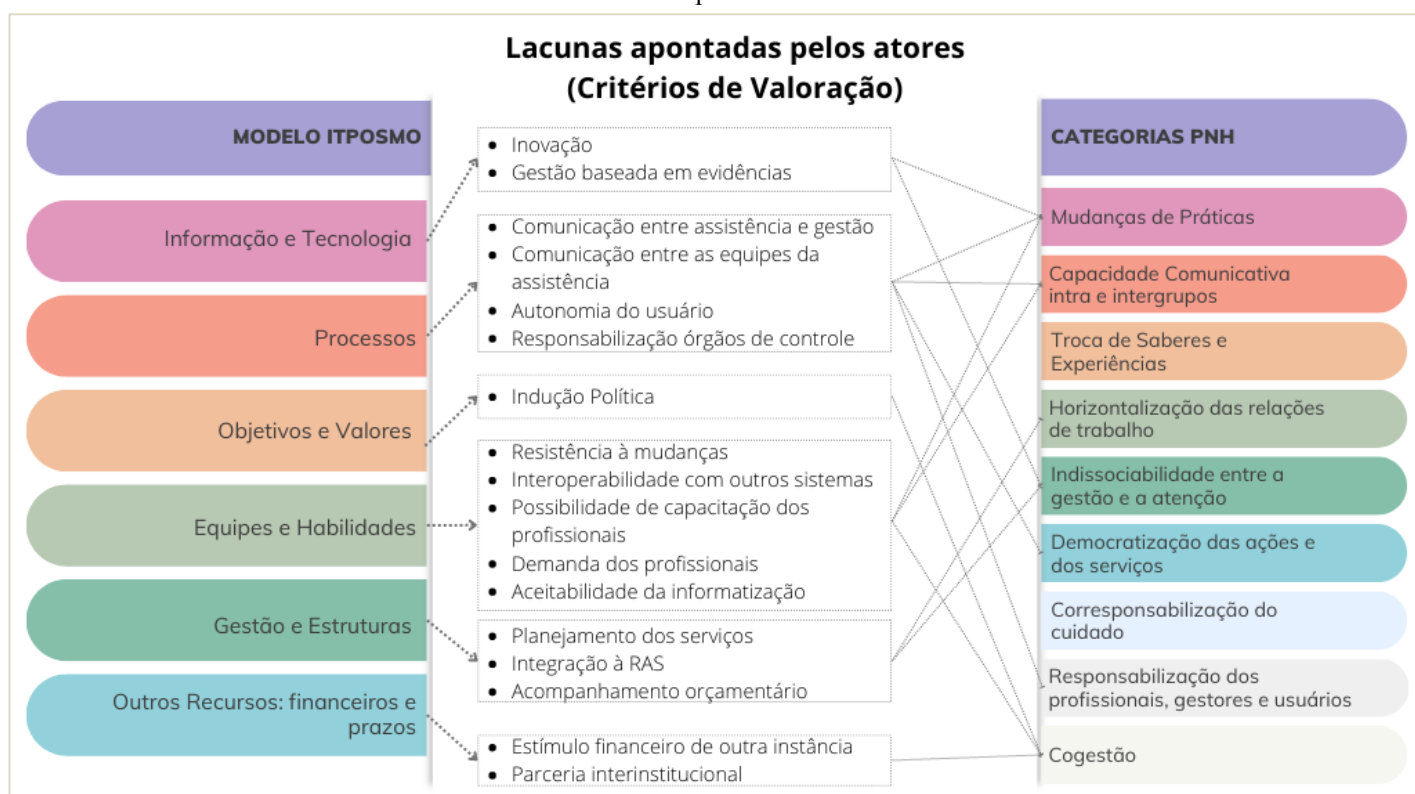 Lacunas apontadas pelos atores
(Critérios de Valoração)
MODELO ITPOSMO
Informação e Tecnologia
Processos
Objetivos e Valores
Equipes e Habilidades
Gestão e Estruturas
Outros Recursos: financeiros e
prazos
• Inovação
• Gestão baseada em evidências
• Comunicação entre assistência e gestão
• Comunicação entre as equipes da
assistência
• Autonomia do usuário
• Responsabilização órgãos de controle
• Indução Política
• Resistência à mudanças
• Interoperabilidade com outros sistemas
• Possibilidade de capacitação dos
profissionais
• Demanda dos profissionais
• Aceitabilidade da informatização
• Planejamento dos serviços
• Integração à RAS
• Acompanhamento orçamentário
• Estímulo financeiro de outra instância
• Parceria interinstitucional
CATEGORIAS PNH
Mudanças de Práticas
Capacidade Comunicativa
intra e intergrupos
Troca de Saberes e
Experiências
Horizontalização das relações
de trabalho
Indissociabilidade entre a
gestão e a atenção
Democratização das ações e
dos serviços
Corresponsabilização do
cuidado
Responsabilização dos
profissionais, gestores e usuários
Cogestão